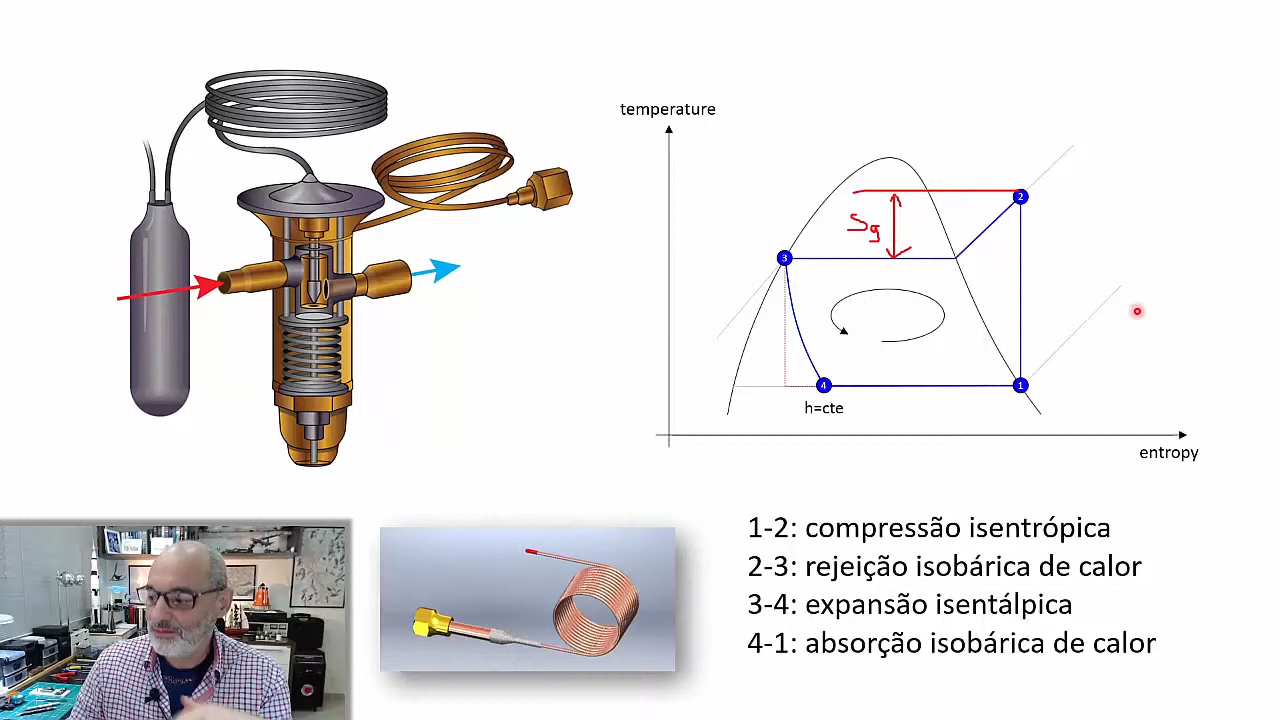 temperature
2
Sg
3
4
1
h=cte
entropy
1-2: compressão isentrópica
2-3: rejeição isobárica de calor
3-4: expansão isentálpica
4-1: absorção isobárica de calor